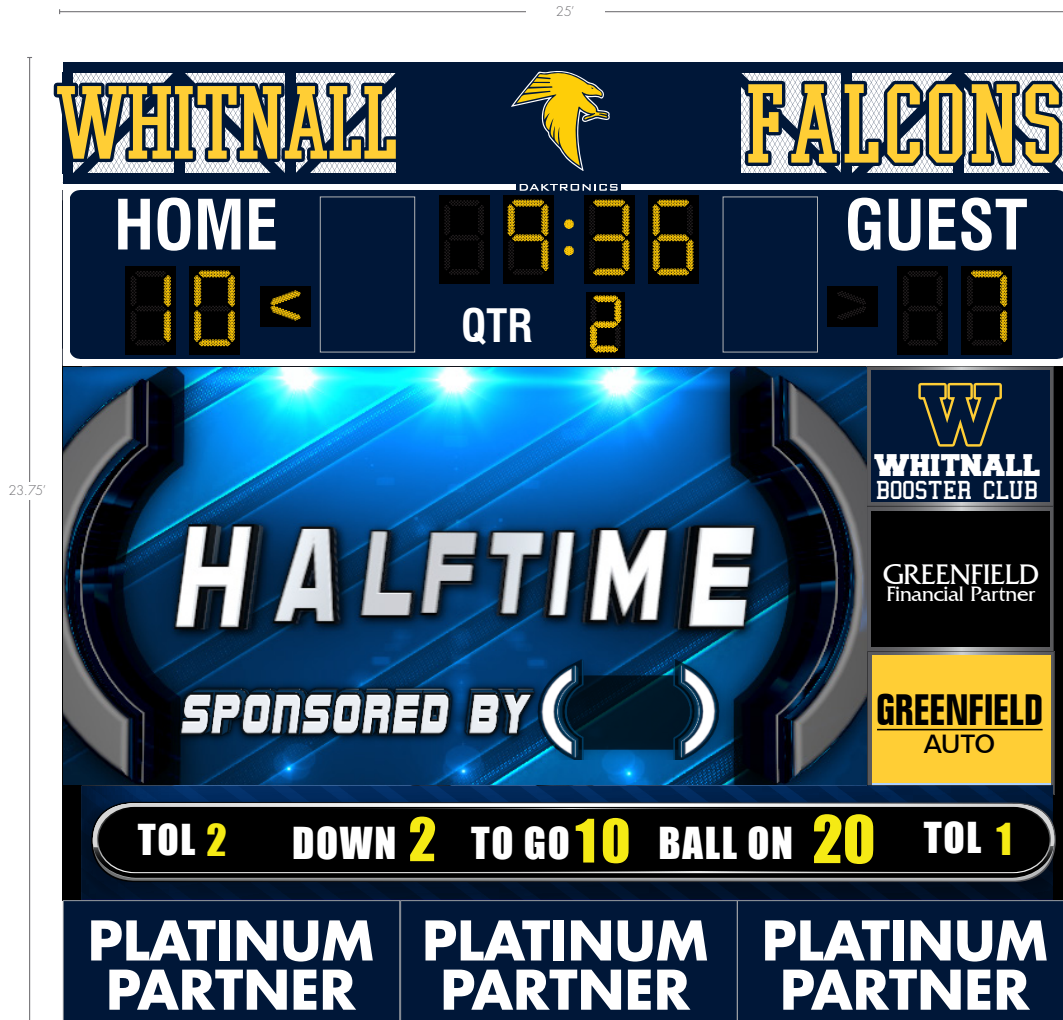 25'
23.75'
WHITNALL
FALCONS
DAKTRONICS
HOME
9:36
GUEST
10 <
QTR 2
> 7
HALFTIME
SPONSORED BY
W
WHITNALL
BOOSTER CLUB
GREENFIELD
Financial Partner
GREENFIELD
AUTO
TOL 2 DOWN 2 TO GO 10 BALL ON 20 TOL 1
PLATINUM
PARTNER
PLATINUM
PARTNER
PLATINUM
PARTNER